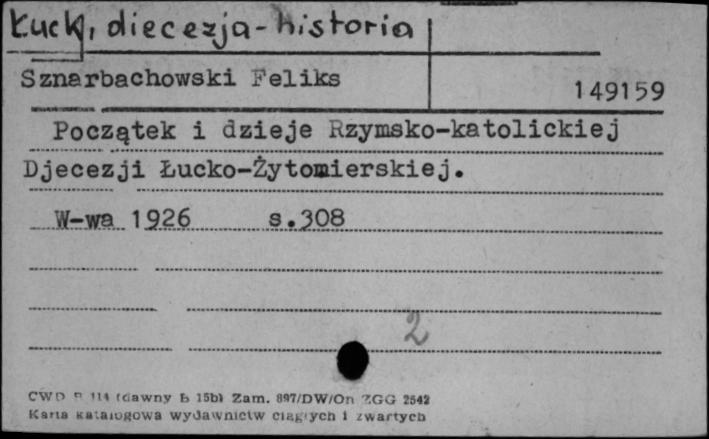 Łuck, diecezja - historia
Sznarbachowski Feliks
149159
Początek i dzieje Rzymsko-katolickiej
Djecezji Łucko-Żytomierskiej.
W-wa 1926 s.308
2
CWD 114 (dawny B 15b) Zam. 897/DW/On ZGG 2542
Karta katalogowa wydawnictw ciągłych i zwartych